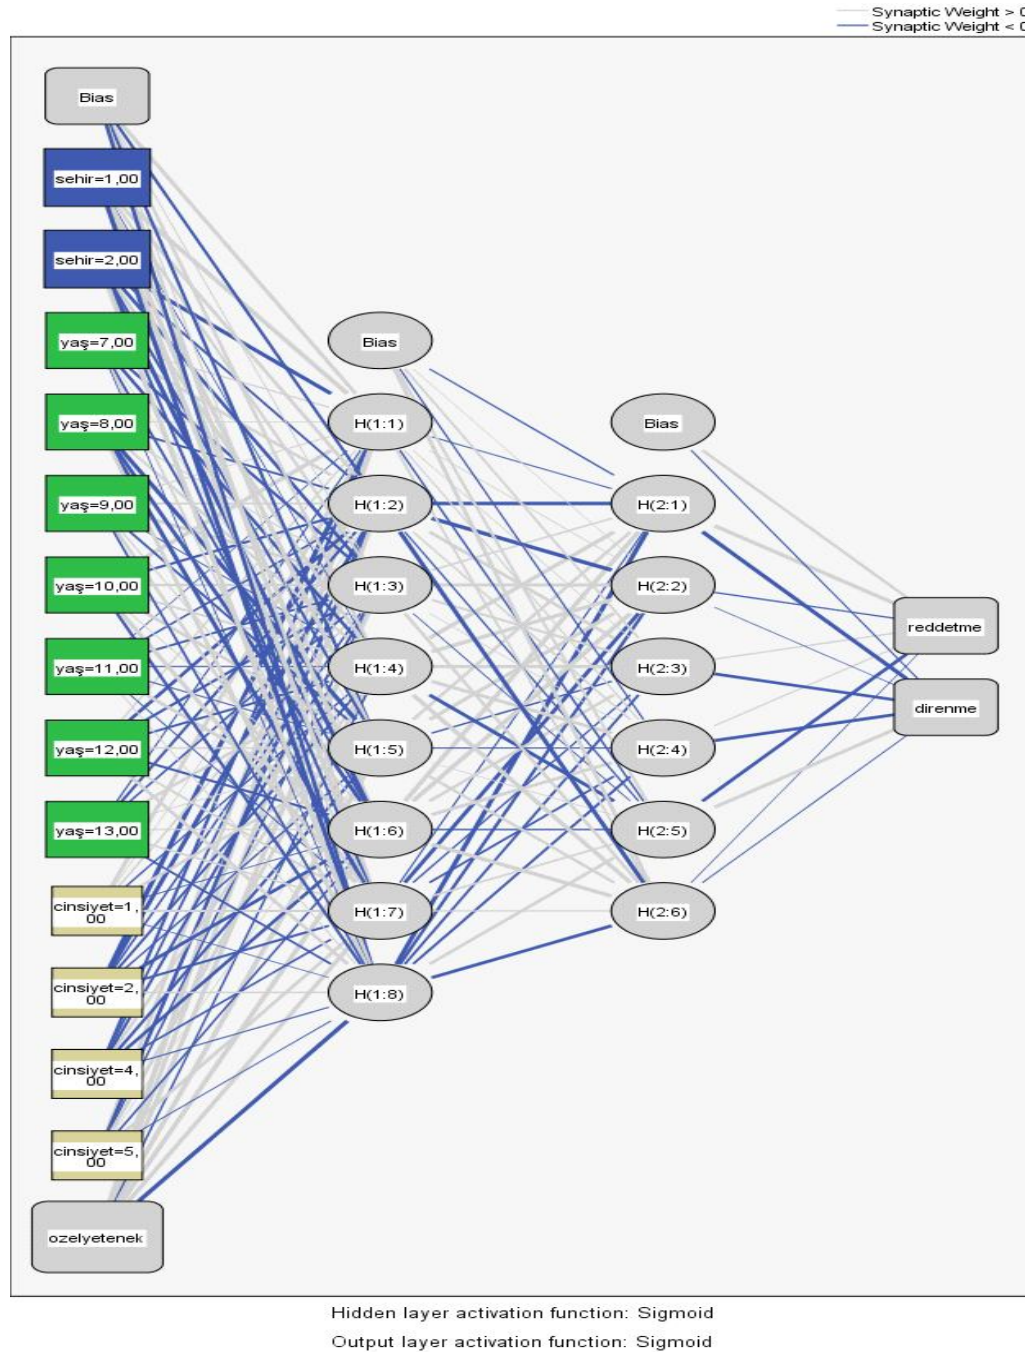 Synaptic Weight > 0
Synaptic Weight < 0
Bias
sehir=1,00
sehir=2,00
yaş=7,00
yaş=8,00
yaş=9,00
yaş=10,00
yaş=11,00
yaş=12,00
yaş=13,00
cinsiyet=1,
00
cinsiyet=2,
00
cinsiyet=4,
00
cinsiyet=5,
00
ozelyetenek
Bias
H(1:1)
H(1:2)
H(1:3)
H(1:4)
H(1:5)
H(1:6)
H(1:7)
H(1:8)
Bias
H(2:1)
H(2:2)
H(2:3)
H(2:4)
H(2:5)
H(2:6)
reddetme
direnme
Hidden layer activation function: Sigmoid
Output layer activation function: Sigmoid